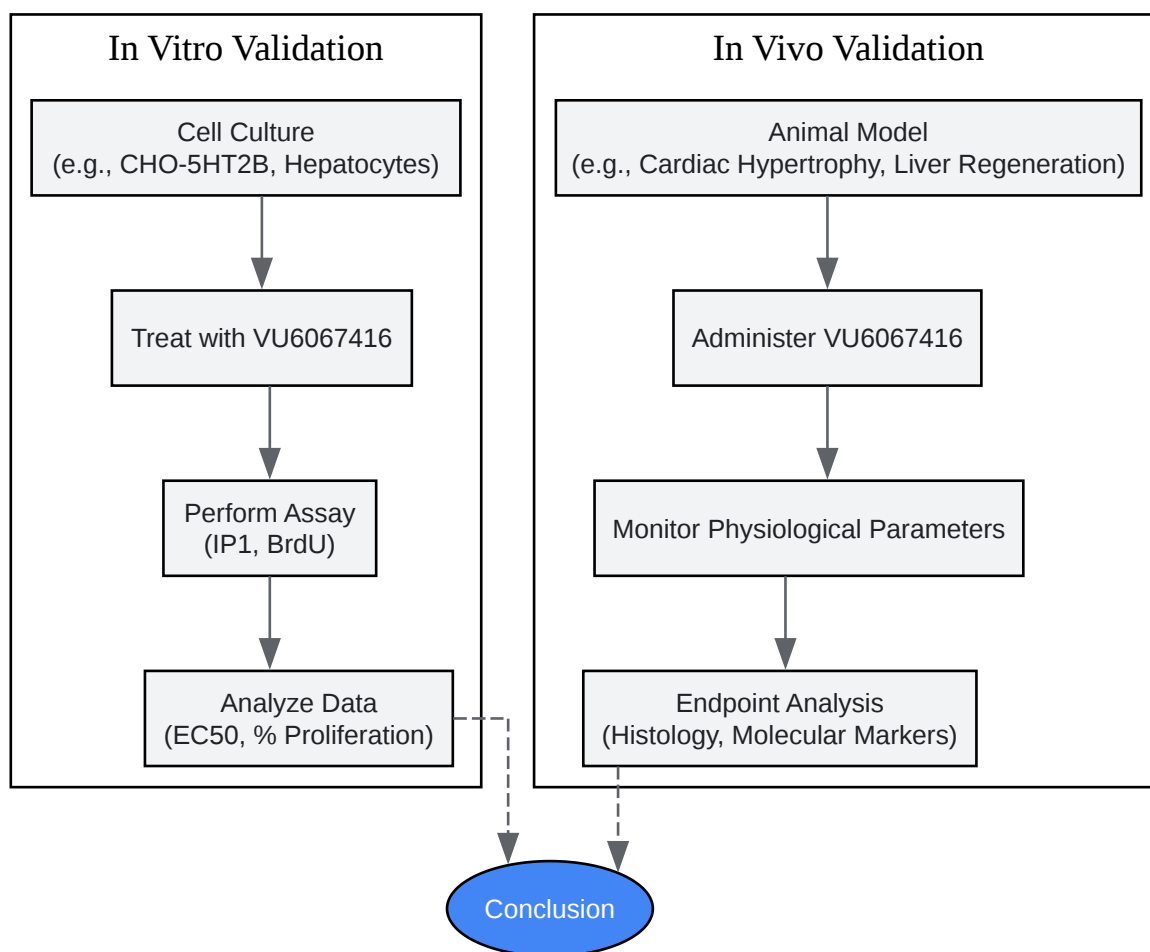 In Vitro Validation
Cell Culture
(e.g., CHO-5HT2B, Hepatocytes)
Treat with VU6067416
Perform Assay
(IP1, BrdU)
Analyze Data
(EC50, % Proliferation)
In Vivo Validation
Animal Model
(e.g., Cardiac Hypertrophy, Liver Regeneration)
Administer VU6067416
Monitor Physiological Parameters
Endpoint Analysis
(Histology, Molecular Markers)
Conclusion